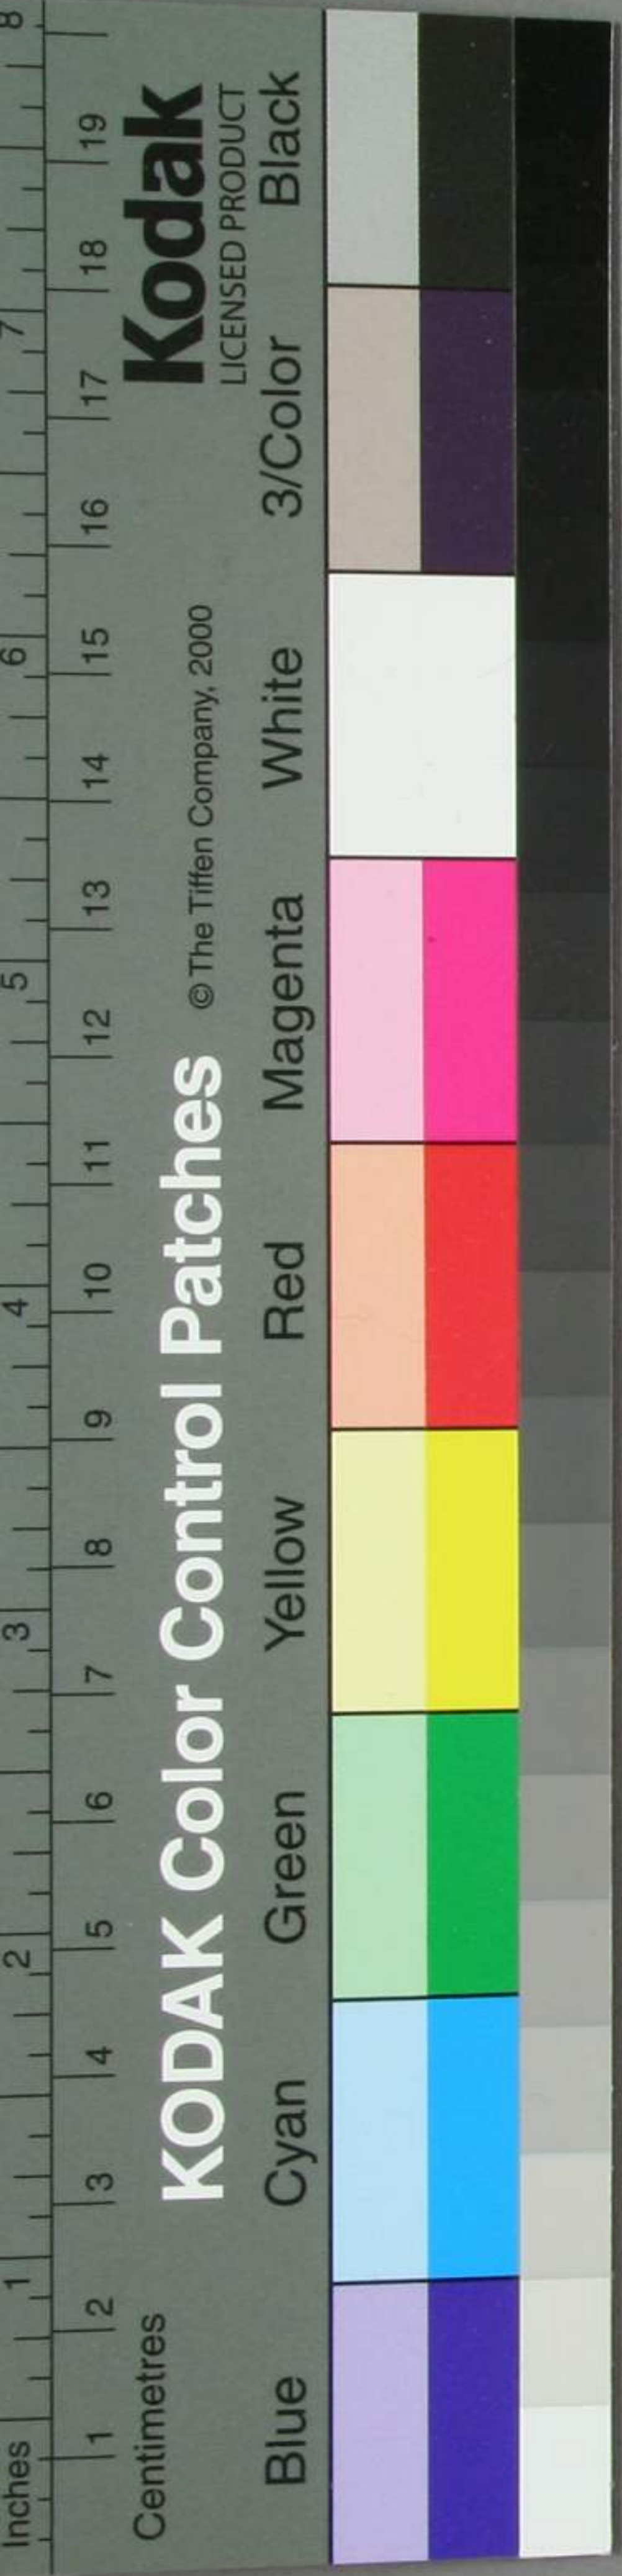 Inches 1 2 3 4 5 6 7 8
1 2 3 4 5 6 7 8 9 10 11 12 13 14 15 16 17 18 19
Centimetres
KODAK Color Control Patches © The Tiffen Company, 2000
Kodak
LICENSED PRODUCT
Blue Cyan Green Yellow Red Magenta White 3/Color Black